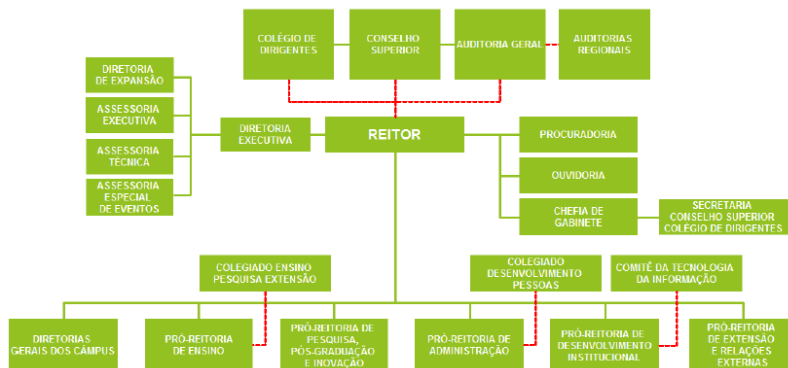 COLÉGIO DE
DIRIGENTES
CONSELHO
SUPERIOR
AUDITORIA GERAL
AUDITORIAS
REGIONAIS
DIRETORIA
DE EXPANSÃO
ASSESSORIA
EXECUTIVA
ASSESSORIA
TÉCNICA
ASSESSORIA
ESPECIAL
DE EVENTOS
DIRETORIA
EXECUTIVA
REITOR
PROCURADORIA
OUVIDORIA
CHEFIA DE
GABINETE
SECRETARIA
CONSELHO SUPERIOR
COLÉGIO DE DIRIGENTES
COLEGIADO ENSINO
PESQUISA EXTENSÃO
COLEGIADO
DESENVOLVIMENTO
PESSOAS
COMITÊ DA TECNOLOGIA
DA INFORMAÇÃO
DIRETORIAS
GERAIS DOS CÂMPUS
PRÓ-REITORIA
DE ENSINO
PRÓ-REITORIA DE
PESQUISA,
PÓS-GRADUAÇÃO
E INOVAÇÃO
PRÓ-REITORIA
DE ADMINISTRAÇÃO
PRÓ-REITORIA DE
DESENVOLVIMENTO
INSTITUCIONAL
PRÓ-REITORIA
DE EXTENSÃO
E RELAÇÕES
EXTERNAS